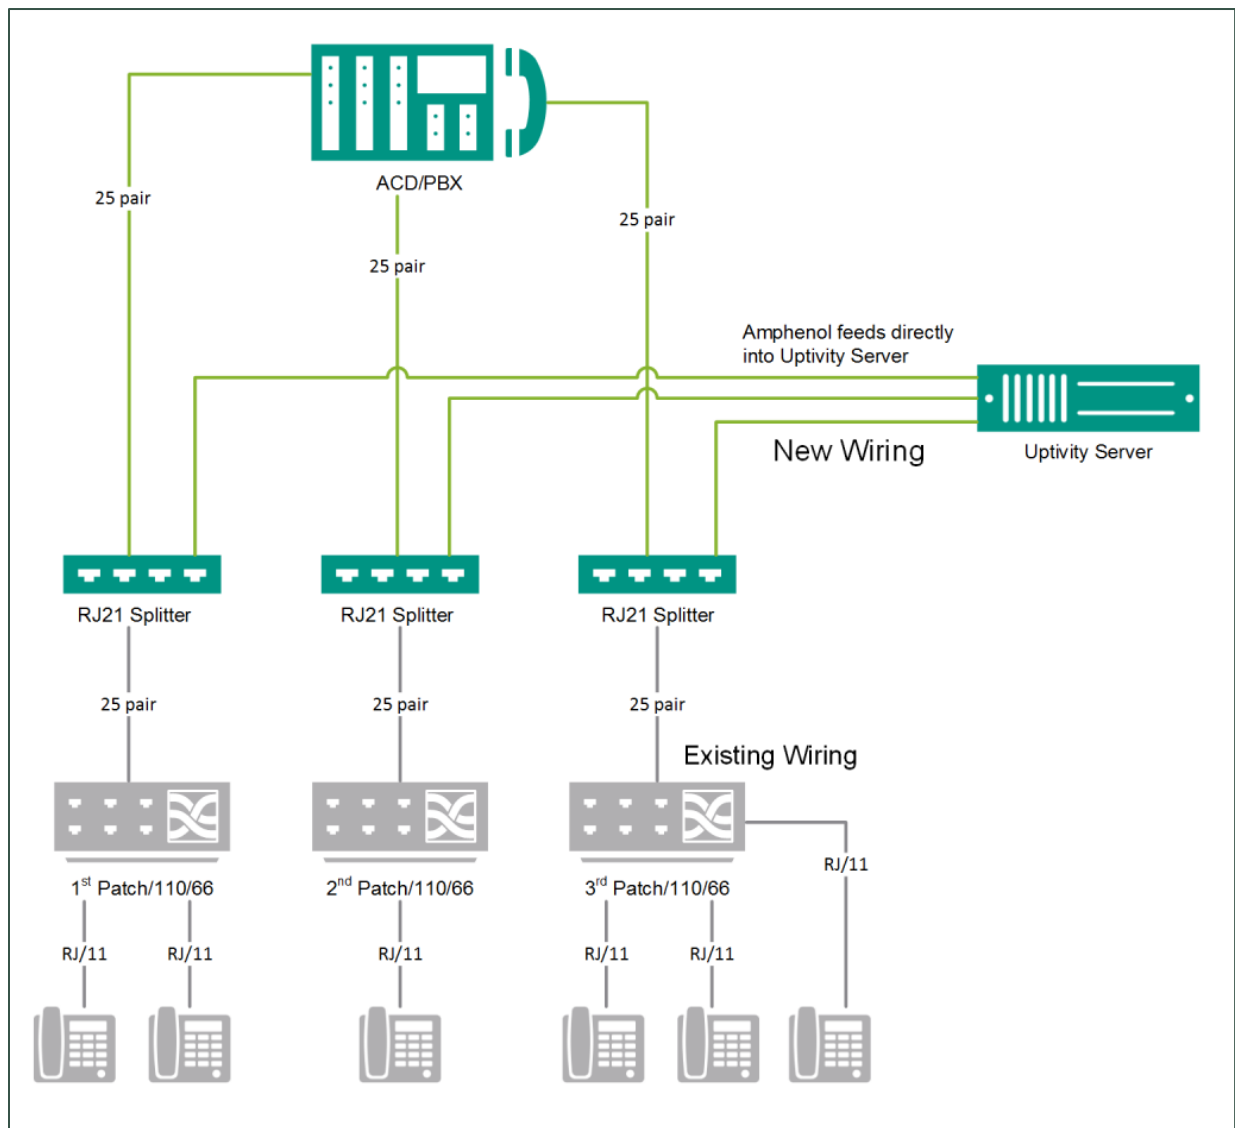 ACD/PBX
25 pair
25 pair
25 pair
Amphenol feeds directly
into Uptivity Server
New Wiring
Uptivity Server
RJ21 Splitter
RJ21 Splitter
RJ21 Splitter
25 pair
25 pair
25 pair
Existing Wiring
RJ/11
1st Patch/110/66
2nd Patch/110/66
3rd Patch/110/66
RJ/11
RJ/11
RJ/11
RJ/11
RJ/11